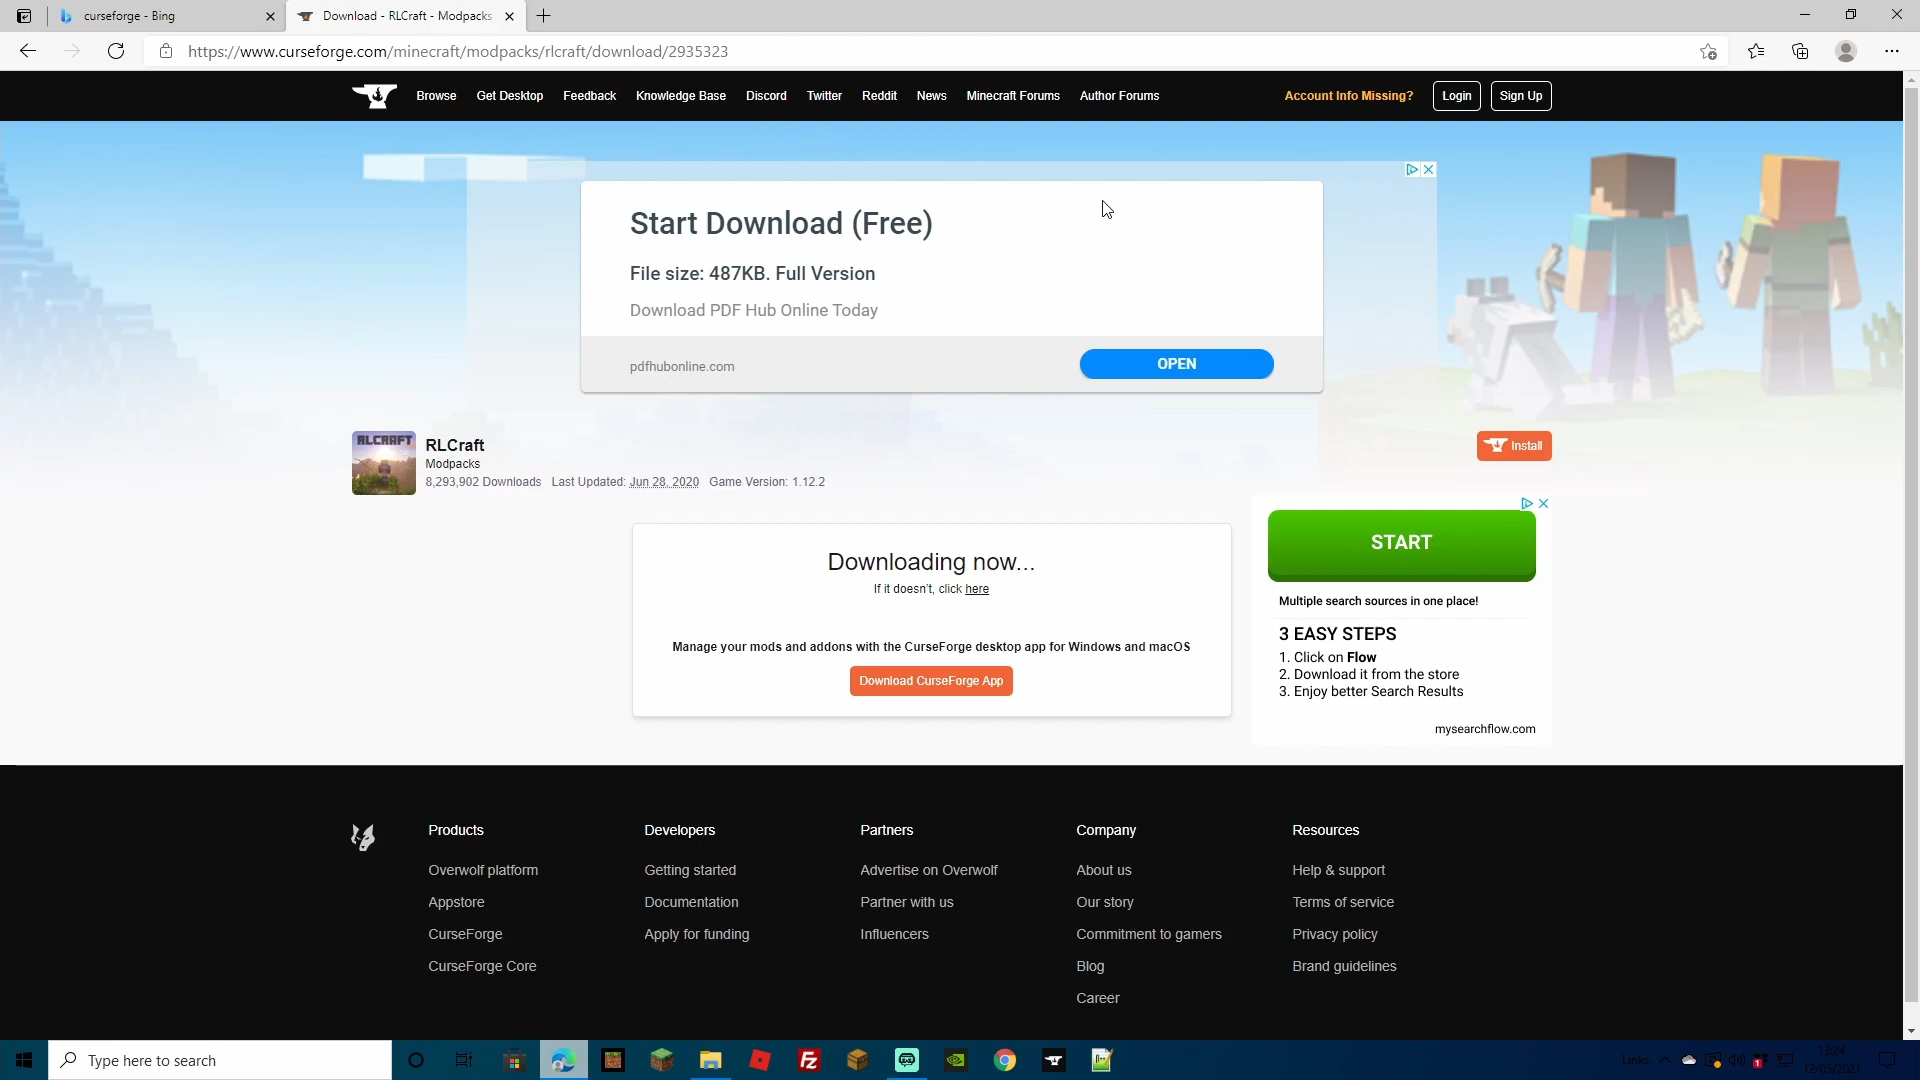 curseforge - Bing
Download - RLCraft - Modpacks
https://www.curseforge.com/minecraft/modpacks/rlcraft/download/2935323
Browse Get Desktop Feedback Knowledge Base Discord Twitter Reddit News Minecraft Forums Author Forums Account Info Missing? Login Sign Up
Start Download (Free)
File size: 487KB. Full Version
Download PDF Hub Online Today
pdfhubonline.com OPEN
RLCRAFT
RLCraft
Modpacks
8,293,902 Downloads Last Updated: Jun 28, 2020 Game Version: 1.12.2
Install
Downloading now...
If it doesn't, click here
Manage your mods and addons with the CurseForge desktop app for Windows and macOS
Download CurseForge App
START
Multiple search sources in one place!
3 EASY STEPS
1. Click on Flow
2. Download it from the store
3. Enjoy better Search Results
mysearchflow.com
Products
Overwolf platform
Appstore
CurseForge
CurseForge Core
Developers
Getting started
Documentation
Apply for funding
Partners
Advertise on Overwolf
Partner with us
Influencers
Company
About us
Our story
Commitment to gamers
Blog
Career
Resources
Help & support
Terms of service
Privacy policy
Brand guidelines
Type here to search
Links
13:24
12/05/2021